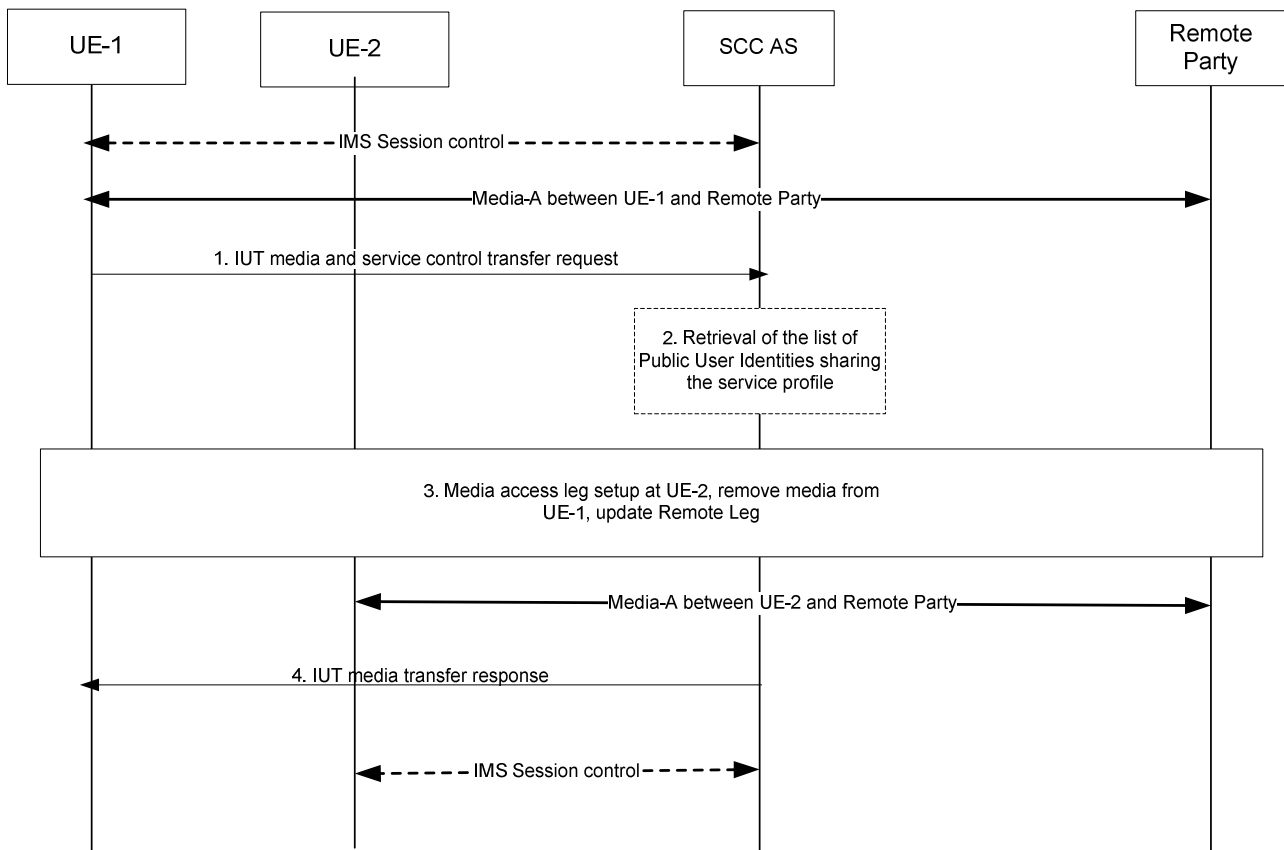 UE-1
UE-2
SCC AS
Remote
Party
IMS Session control
Media-A between UE-1 and Remote Party
1. IUT media and service control transfer request
2. Retrieval of the list of
Public User Identities sharing
the service profile
3. Media access leg setup at UE-2, remove media from
UE-1, update Remote Leg
Media-A between UE-2 and Remote Party
4. IUT media transfer response
IMS Session control